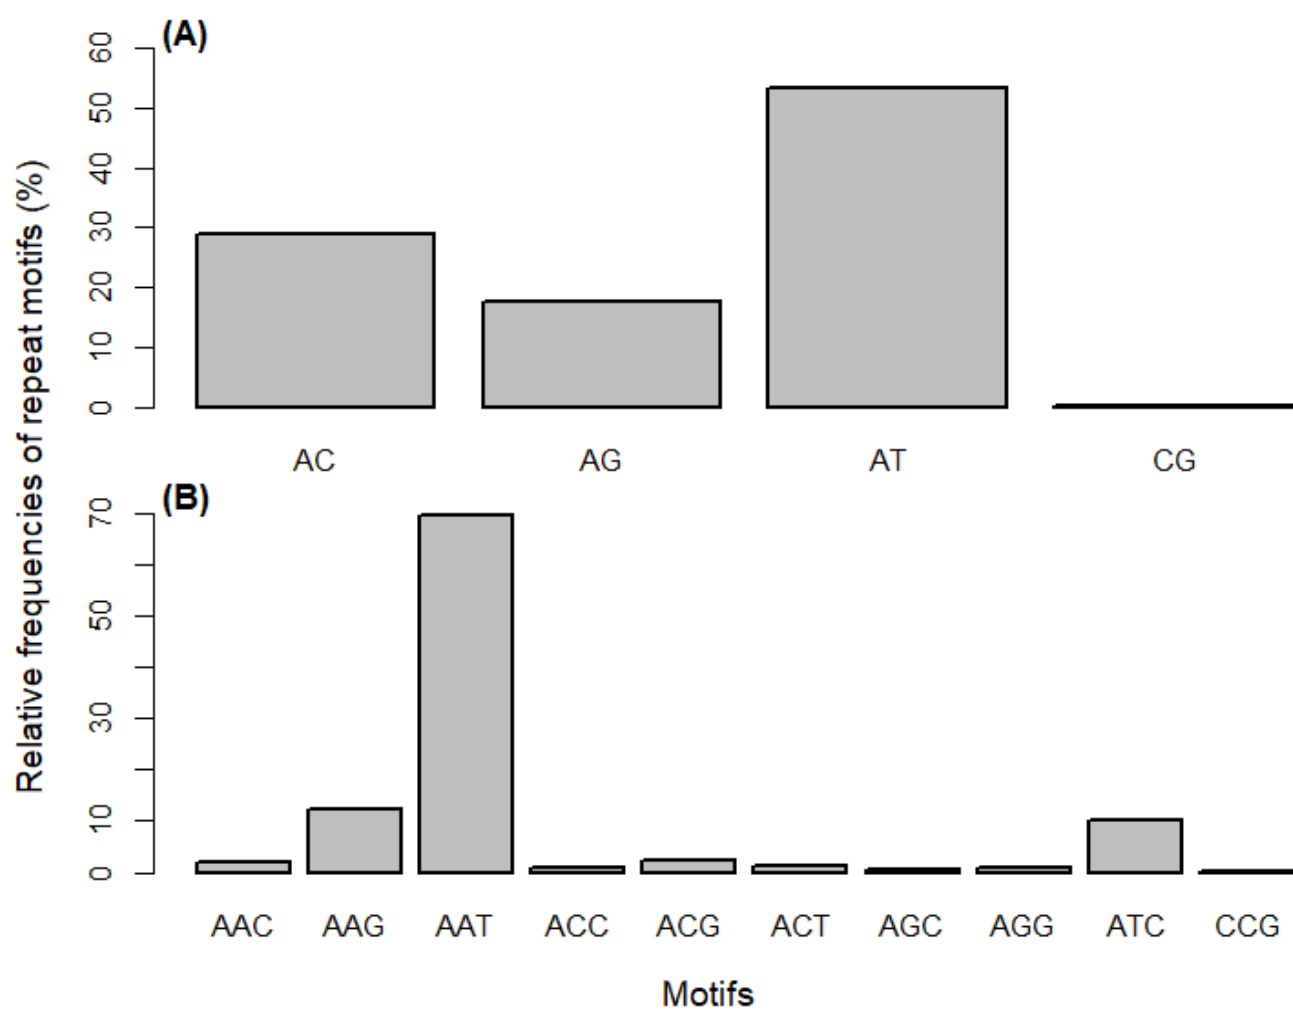 (A)
Relative frequencies of repeat motifs (%)
60
50
40
30
20
10
0
AC AG AT CG
(B)
70
50
30
10
0
AAC AAG AAT ACC ACG ACT AGC AGG ATC CCG
Motifs